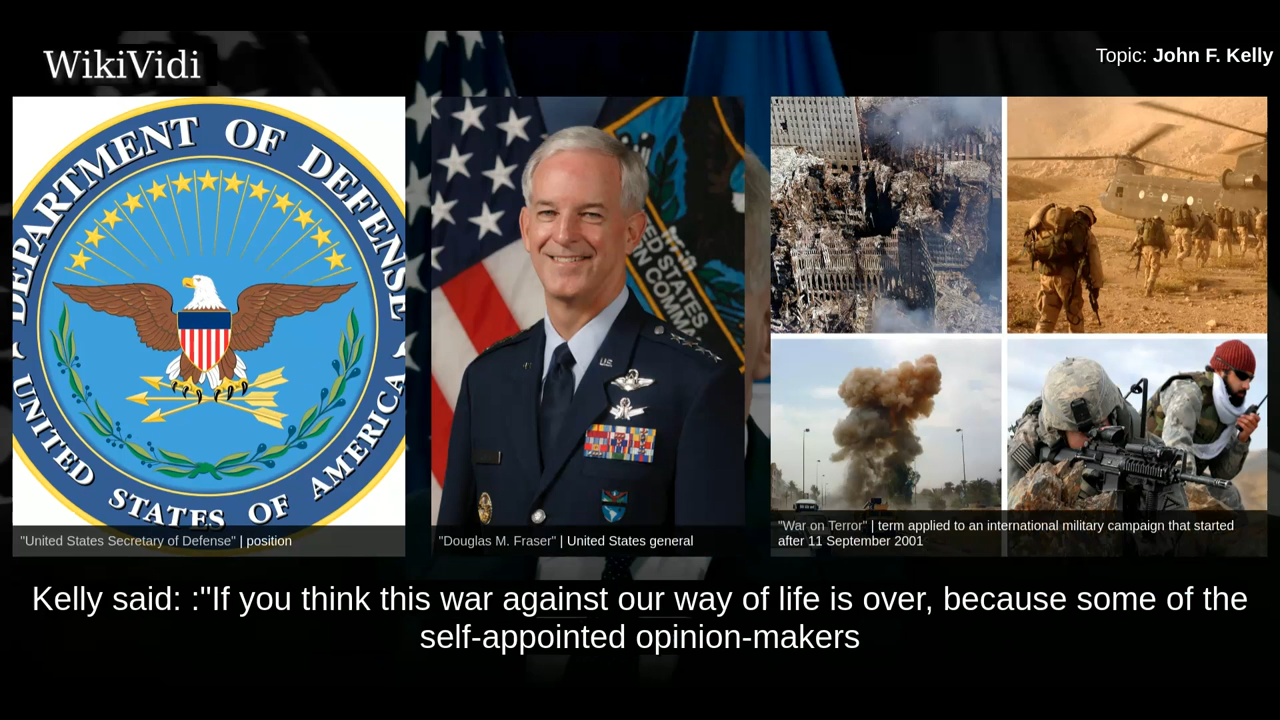 WikiVidi
Topic: John F. Kelly
DEPARTMENT OF DEFENSE
UNITED STATES OF AMERICA
ED STATES
N COMMA
U.S.
"United States Secretary of Defense" | position
"Douglas M. Fraser" | United States general
"War on Terror" | term applied to an international military campaign that started
after 11 September 2001
Kelly said: :"If you think this war against our way of life is over, because some of the
self-appointed opinion-makers